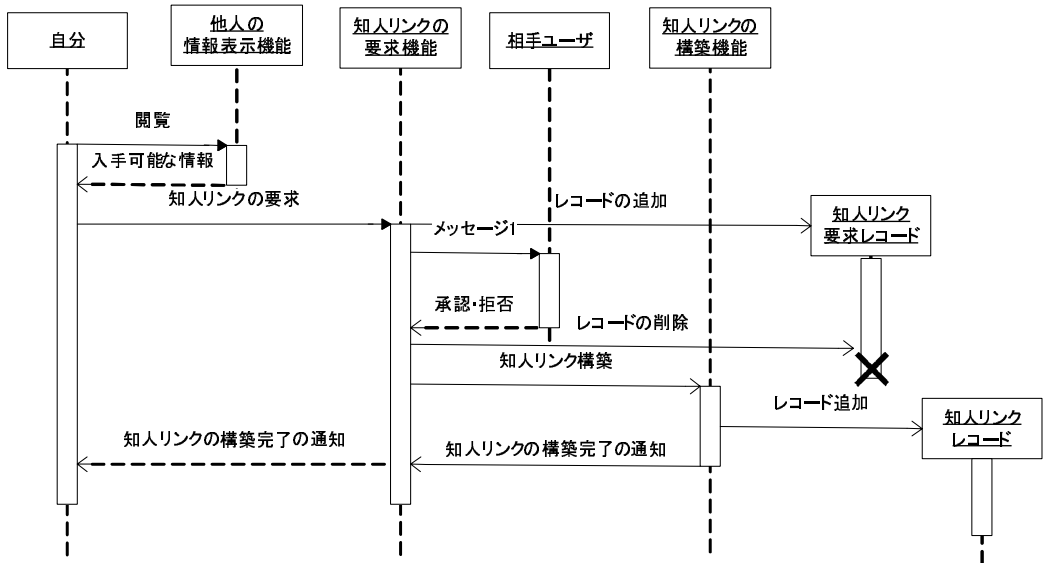 自分
他人の
情報表示機能
知人リンクの
要求機能
相手ユーザ
知人リンクの
構築機能
閲覧
入手可能な情報
知人リンクの要求
レコードの追加
メッセージ1
知人リンク
要求レコード
承認・拒否
レコードの削除
知人リンク構築
レコード追加
知人リンク
レコード
知人リンクの構築完了の通知
知人リンクの構築完了の通知